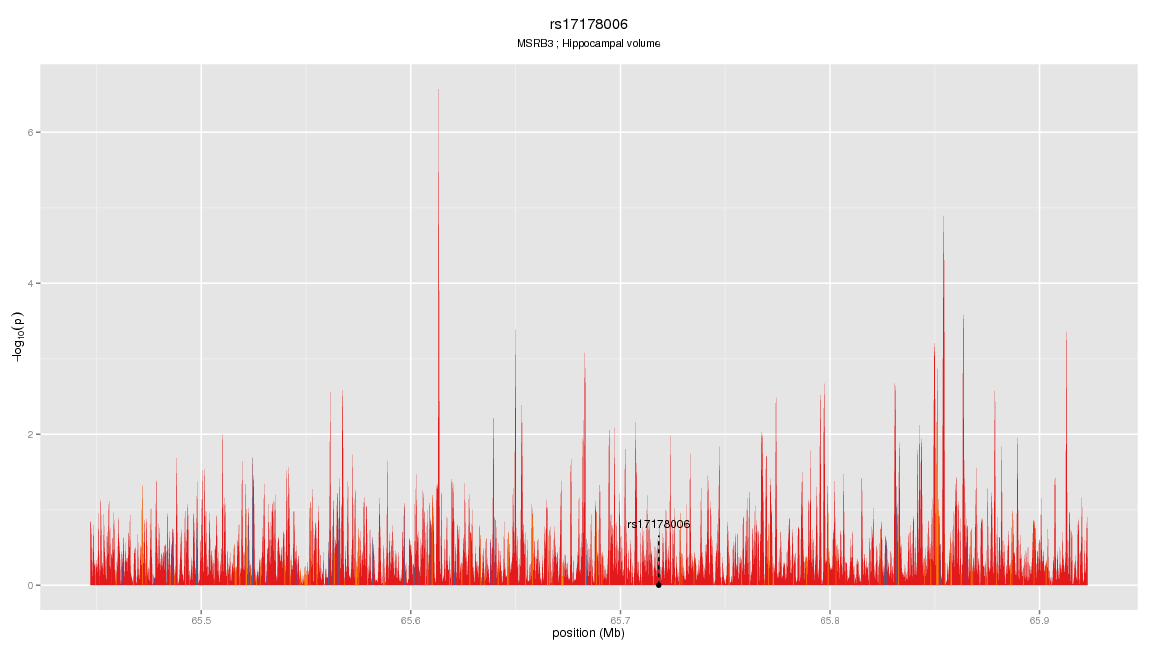 rs17178006
MSRB3 ; Hippocampal volume
6
4
2
0
−log10(p)
rs17178006
65.5 65.6 65.7 65.8 65.9
position (Mb)